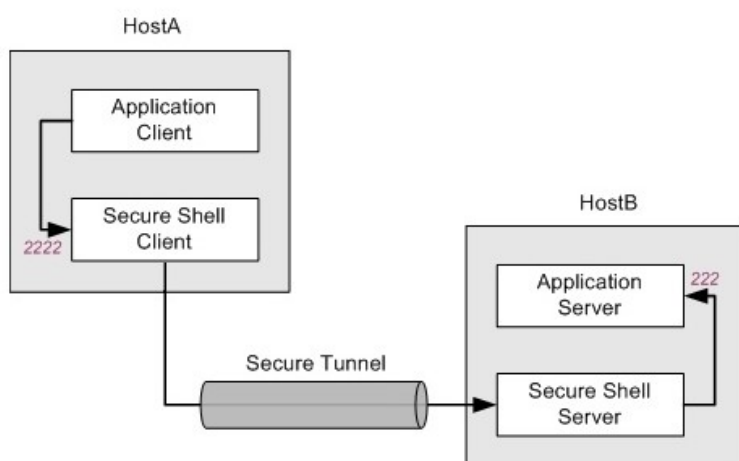 HostA
Application
Client
Secure Shell
Client
2222
HostB
Application
Server
222
Secure Tunnel
Secure Shell
Server